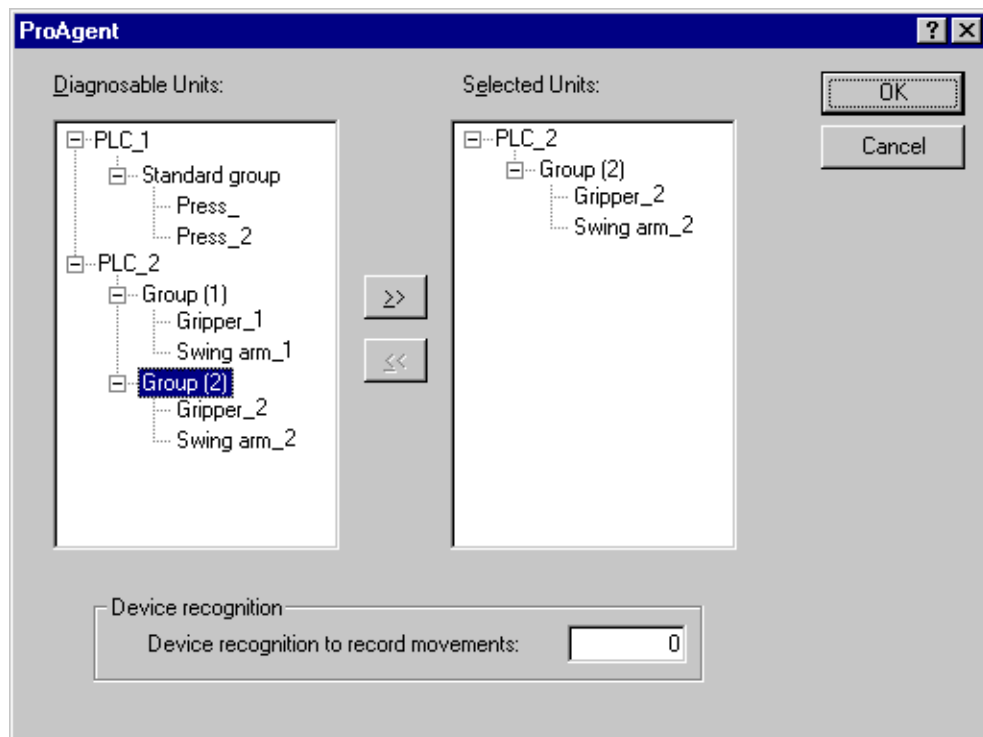 ProAgent
Diagnosable Units:
PLC_1
Standard group
Press_
Press_2
PLC_2
Group (1)
Gripper_1
Swing arm_1
Group (2)
Gripper_2
Swing arm_2
>>
<<
Selected Units:
PLC_2
Group (2)
Gripper_2
Swing arm_2
OK
Cancel
Device recognition
Device recognition to record movements: 0